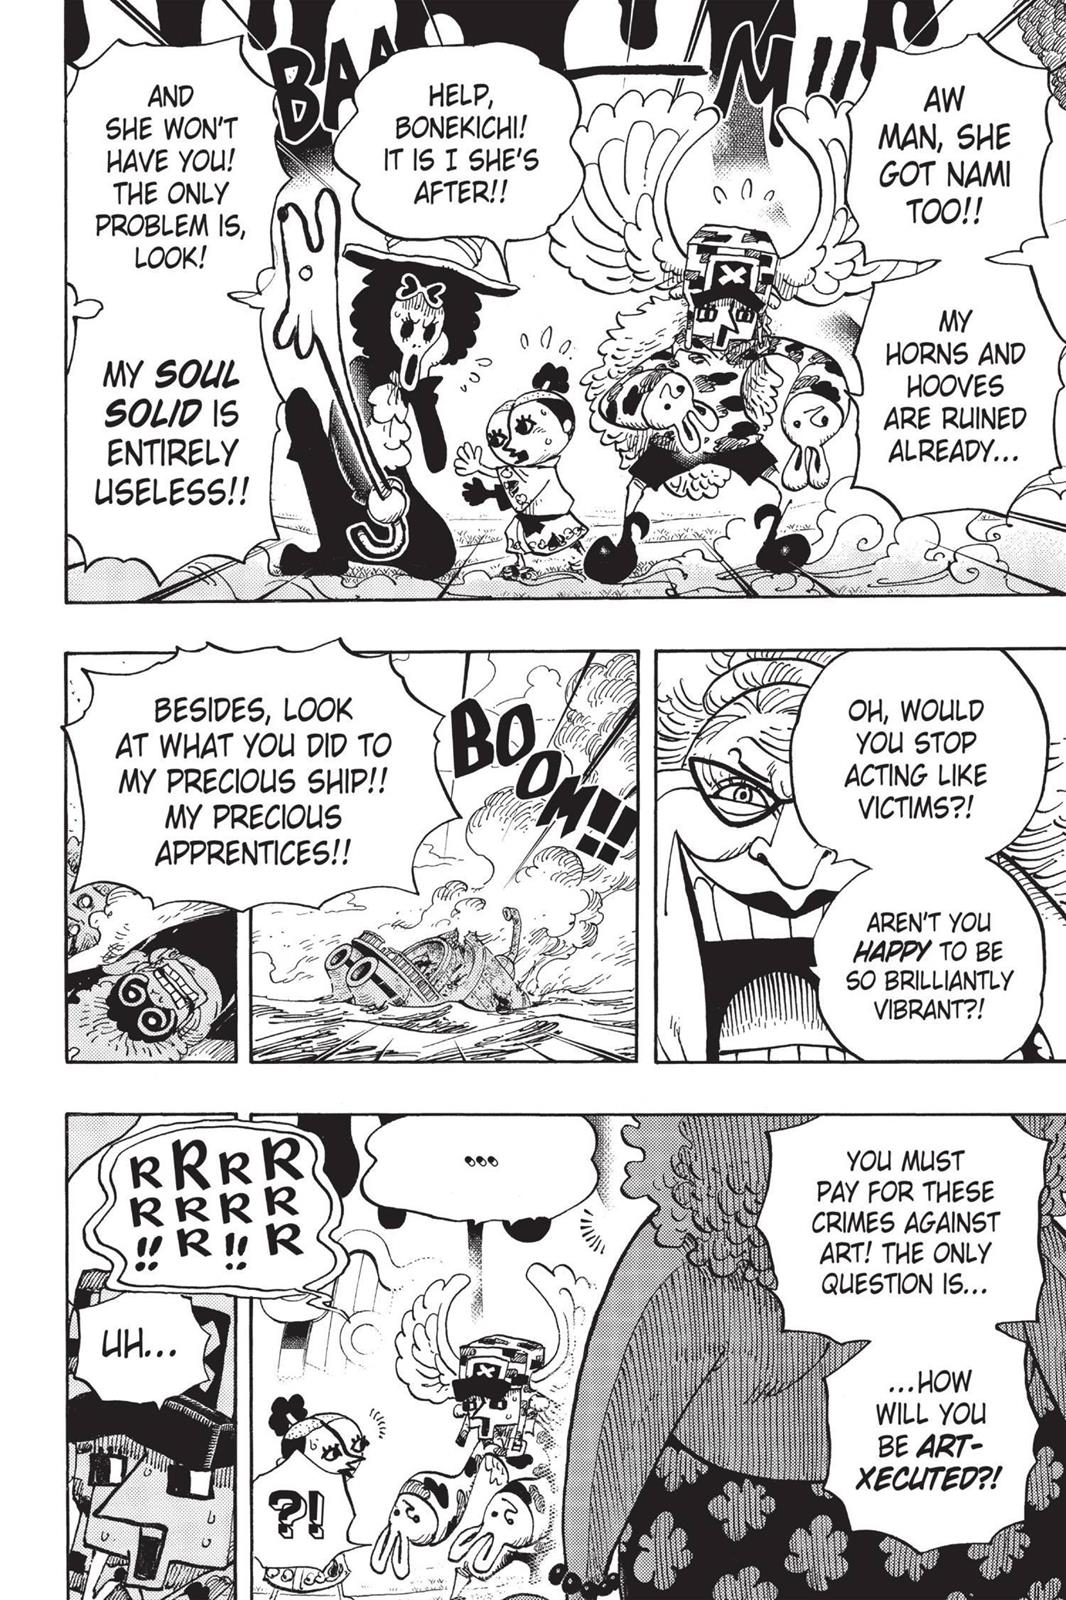 AW
MAN, SHE
GOT NAMI
TOO!!
MY
HORNS AND
HOOVES
ARE RUINED
ALREADY...
BAA
M!!
HELP,
BONEKICHI!
IT IS I SHE'S
AFTER!!
AND
SHE WON'T
HAVE YOU!
THE ONLY
PROBLEM IS,
LOOK!
MY SOUL
SOLID IS
ENTIRELY
USELESS!!
OH, WOULD
YOU STOP
ACTING LIKE
VICTIMS?!
AREN'T YOU
HAPPY TO BE
SO BRILLIANTLY
VIBRANT?!
BOOM!!
BESIDES, LOOK
AT WHAT YOU DID TO
MY PRECIOUS SHIP!!
MY PRECIOUS
APPRENTICES!!
YOU MUST
PAY FOR THESE
CRIMES AGAINST
ART! THE ONLY
QUESTION IS...
...HOW
WILL YOU
BE ART-
XECUTED?!
...
?!
RRRR
RRRR
!!R!!R
UH...